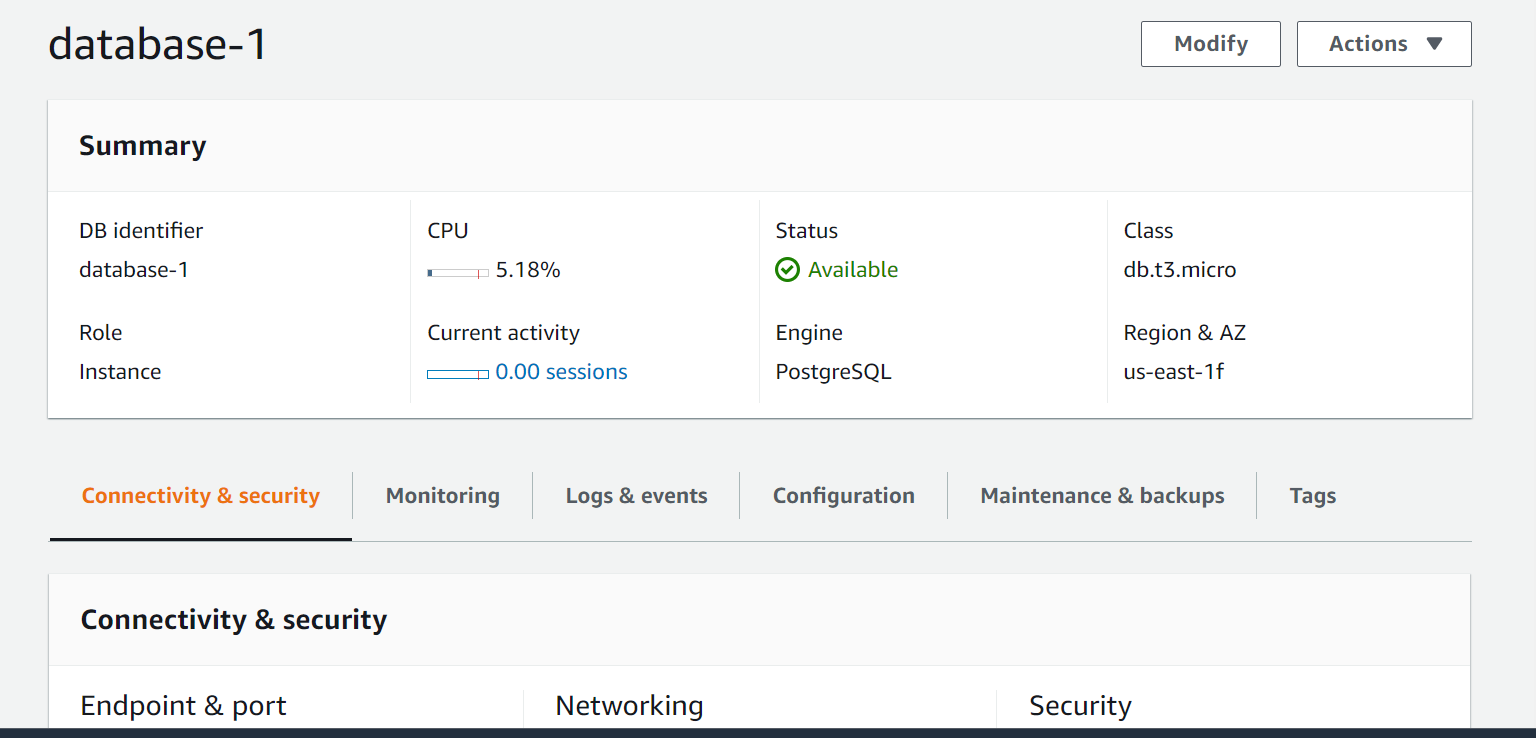 database-1
Modify
Actions
Summary
DB identifier
database-1
CPU
5.18%
Status
Available
Class
db.t3.micro
Role
Instance
Current activity
0.00 sessions
Engine
PostgreSQL
Region & AZ
us-east-1f
Connectivity & security
Monitoring
Logs & events
Configuration
Maintenance & backups
Tags
Connectivity & security
Endpoint & port
Networking
Security